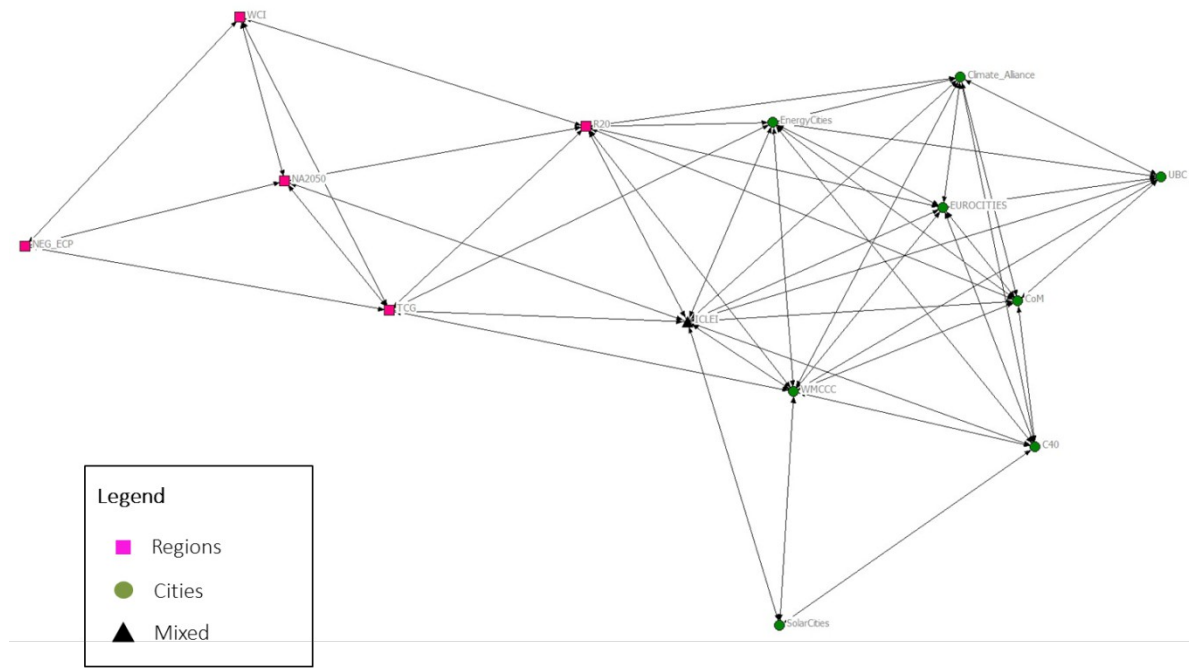 WCI
Climate_Alliance
EnergyCities
R20
UBC
NA2050
EUROCITIES
NEG_ECP
CoM
TCG
ICLEI
WMCCC
C40
SolarCities
Legend
Regions
Cities
Mixed